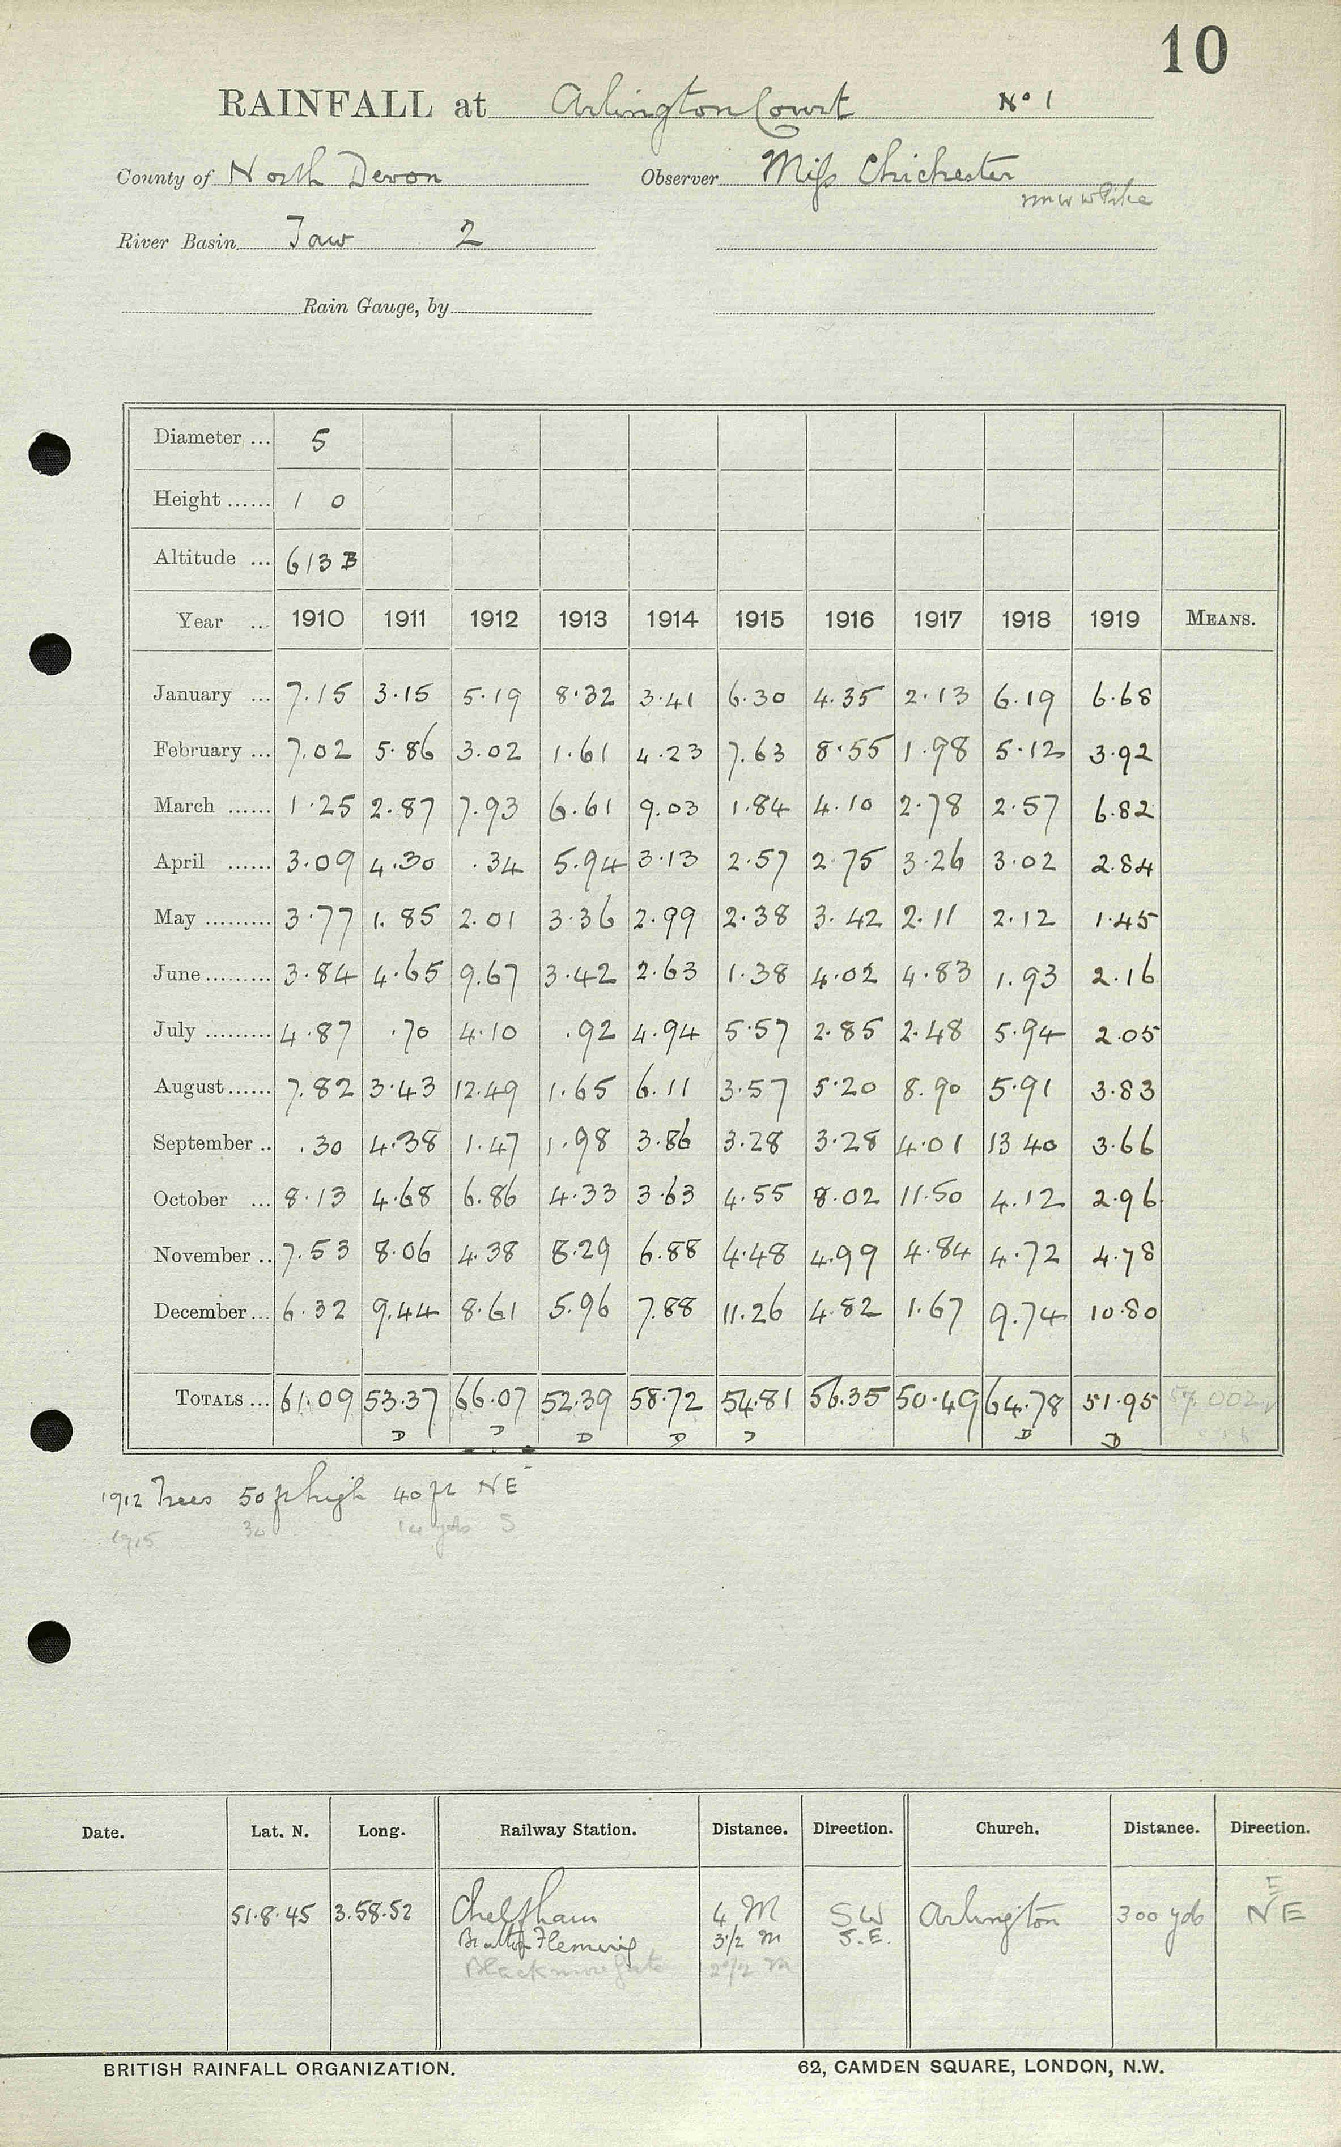 10
RAINFALL at Arlington Court No 1
County of North Devon Observer Miss Chichester
River Basin Taw 2
Rain Gauge, by
Diameter ... 5
Height ...... 1 0
Altitude ... 613 B
Year ... 1910 1911 1912 1913 1914 1915 1916 1917 1918 1919 MEANS.
January ... 7.15 3.15 5.19 8.32 3.41 6.30 4.35 2.13 6.19 6.68
February ... 7.02 5.86 3.02 1.61 4.23 7.63 8.55 1.98 5.12 3.92
March ...... 1.25 2.87 7.93 6.61 9.03 1.84 4.10 2.78 2.57 6.82
April ...... 3.09 4.30 .34 5.94 3.13 2.57 2.75 3.26 3.02 2.84
May ......... 3.77 1.85 2.01 3.36 2.99 2.38 3.42 2.11 2.12 1.45
June ......... 3.84 4.65 9.67 3.42 2.63 1.38 4.02 4.83 1.93 2.16
July ......... 4.87 .70 4.10 .92 4.94 5.57 2.85 2.48 5.94 2.05
August ...... 7.82 3.43 12.49 1.65 6.11 3.57 5.20 8.90 5.91 3.83
September .. .30 4.38 1.47 1.98 3.86 3.28 3.28 4.01 13 40 3.66
October ... 8.13 4.68 6.86 4.33 3.63 4.55 8.02 11.50 4.12 2.96
November .. 7.53 8.06 4.38 8.29 6.88 4.48 4.99 4.84 4.72 4.78
December ... 6.32 9.44 8.61 5.96 7.88 11.26 4.82 1.67 9.74 10.80
TOTALS ... 61.09 53.37 66.07 52.39 58.72 54.81 56.35 50.49 64.78 51.95 57.002
D D D D D D D
1912 Trees 50 ft high 40 ft NE
1915 30 14 yds S
Date. Lat. N. Long. Railway Station. Distance. Direction. Church. Distance. Direction.
E
51.8.45 3.58.52 Chelfham 4 M SW Arlington 300 yds NE
Bratton Fleming 3 1/2 m S.E.
Blackmoor Gate 2 1/2 m
BRITISH RAINFALL ORGANIZATION. 62, CAMDEN SQUARE, LONDON, N.W.